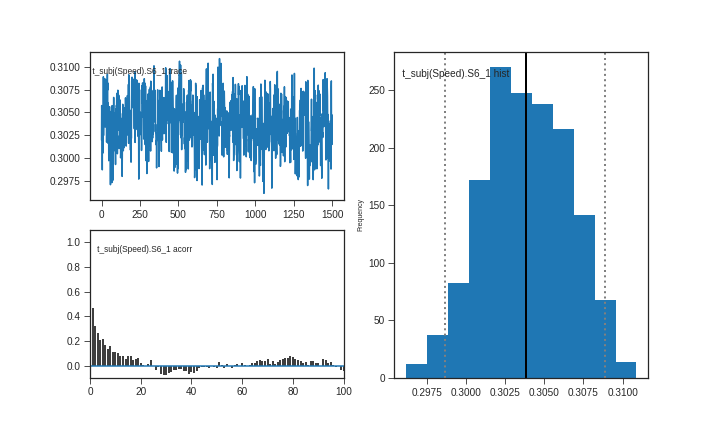 0.3100
0.3075
0.3050
0.3025
0.3000
0.2975
t_subj(Speed).S6_1 trace
0 250 500 750 1000 1250 1500
1.0
0.8
0.6
0.4
0.2
0.0
t_subj(Speed).S6_1 acorr
0 20 40 60 80 100
t_subj(Speed).S6_1 hist
Frequency
250
200
150
100
50
0
0.2975 0.3000 0.3025 0.3050 0.3075 0.3100